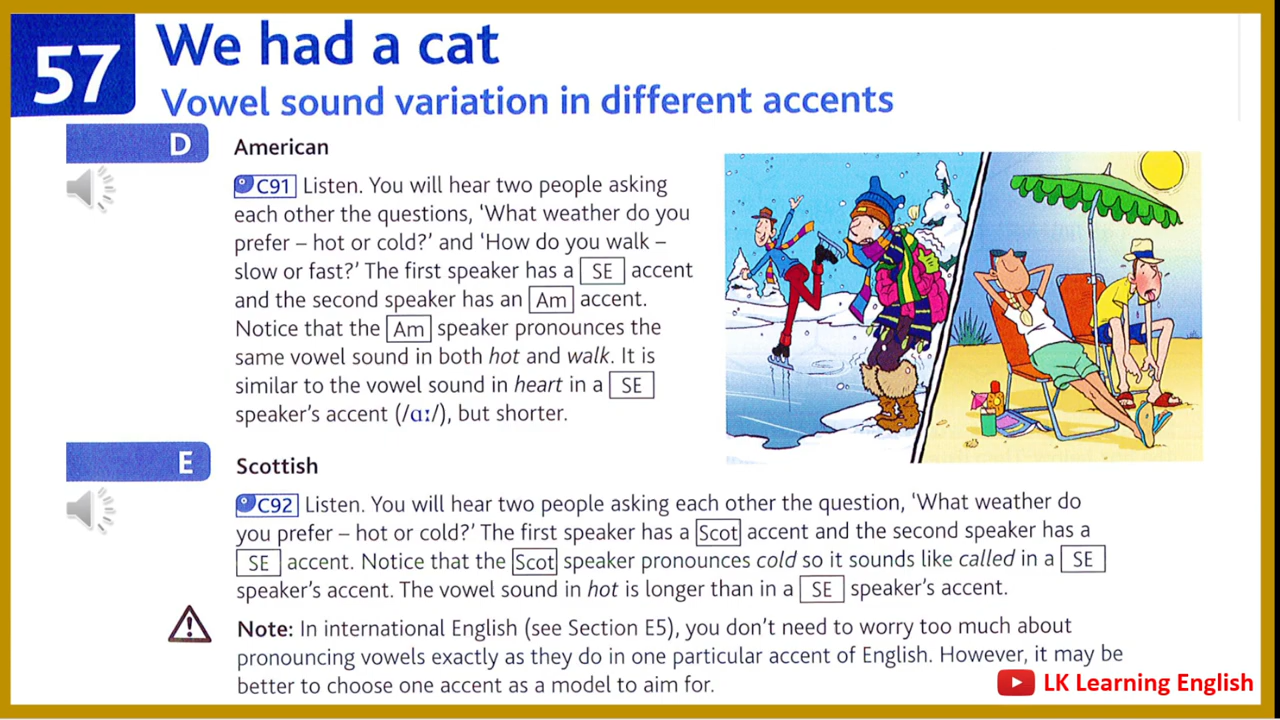 57
We had a cat
Vowel sound variation in different accents
D
American
C91 Listen. You will hear two people asking
each other the questions, ‘What weather do you
prefer – hot or cold?’ and ‘How do you walk –
slow or fast?’ The first speaker has a SE accent
and the second speaker has an Am accent.
Notice that the Am speaker pronounces the
same vowel sound in both hot and walk. It is
similar to the vowel sound in heart in a SE
speaker’s accent (/ɑː/), but shorter.
E
Scottish
C92 Listen. You will hear two people asking each other the question, ‘What weather do
you prefer – hot or cold?’ The first speaker has a Scot accent and the second speaker has a
SE accent. Notice that the Scot speaker pronounces cold so it sounds like called in a SE
speaker’s accent. The vowel sound in hot is longer than in a SE speaker’s accent.
Note: In international English (see Section E5), you don’t need to worry too much about
pronouncing vowels exactly as they do in one particular accent of English. However, it may be
better to choose one accent as a model to aim for.
LK Learning English